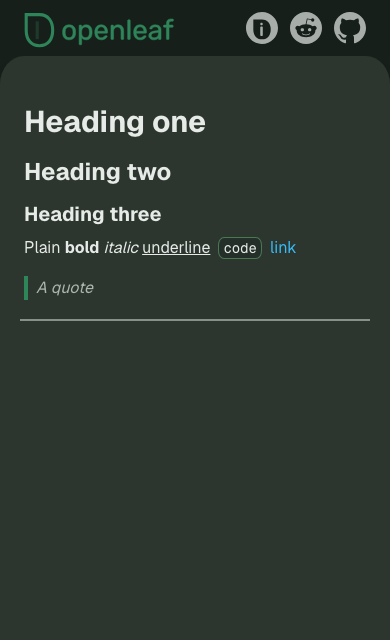 openleaf
Heading one
Heading two
Heading three
Plain bold italic underline code link
A quote